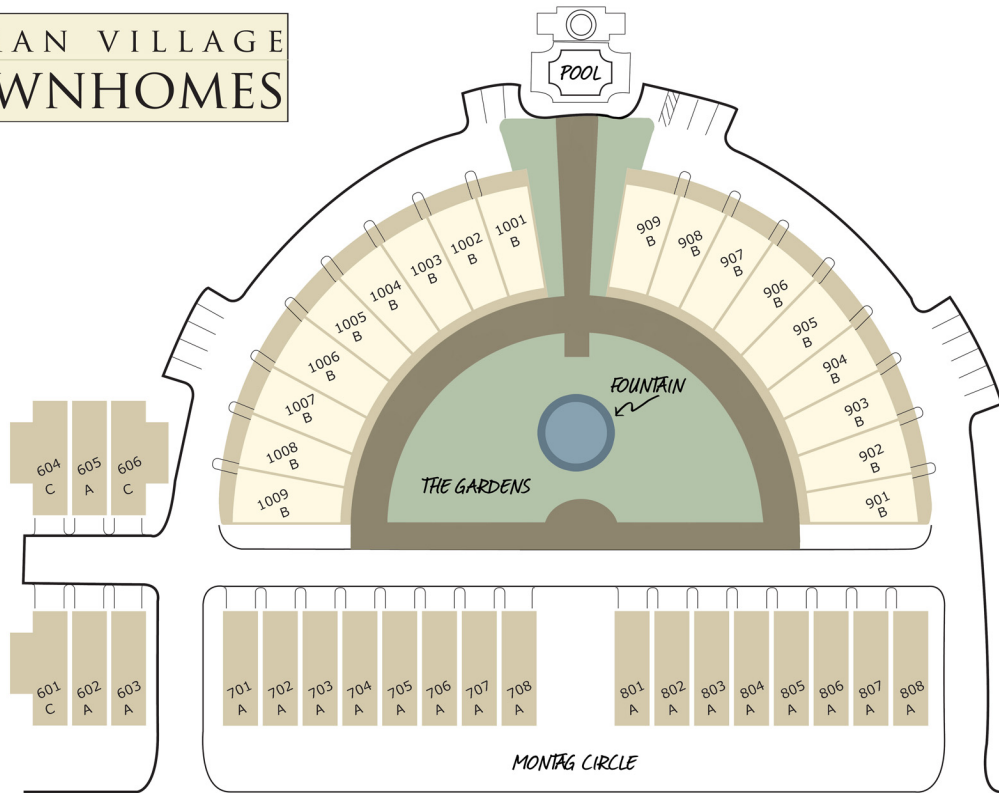 IAN VILLAGE
WNHOMES
POOL
1001
B
1002
B
1003
B
1004
B
1005
B
1006
B
1007
B
1008
B
1009
B
909
B
908
B
907
B
906
B
905
B
904
B
903
B
902
B
901
B
FOUNTAIN
THE GARDENS
604
C
605
A
606
C
601
C
602
A
603
A
701
A
702
A
703
A
704
A
705
A
706
A
707
A
708
A
801
A
802
A
803
A
804
A
805
A
806
A
807
A
808
A
MONTAG CIRCLE